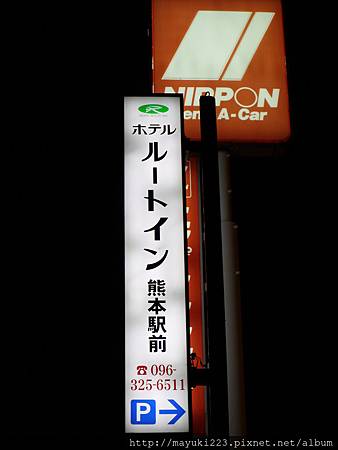 NIPPON
Rent-A-Car
ホテル
ルートイン
熊本駅前
☎096-
325-6511
P→
http://mayuki223.pixnet.net/album